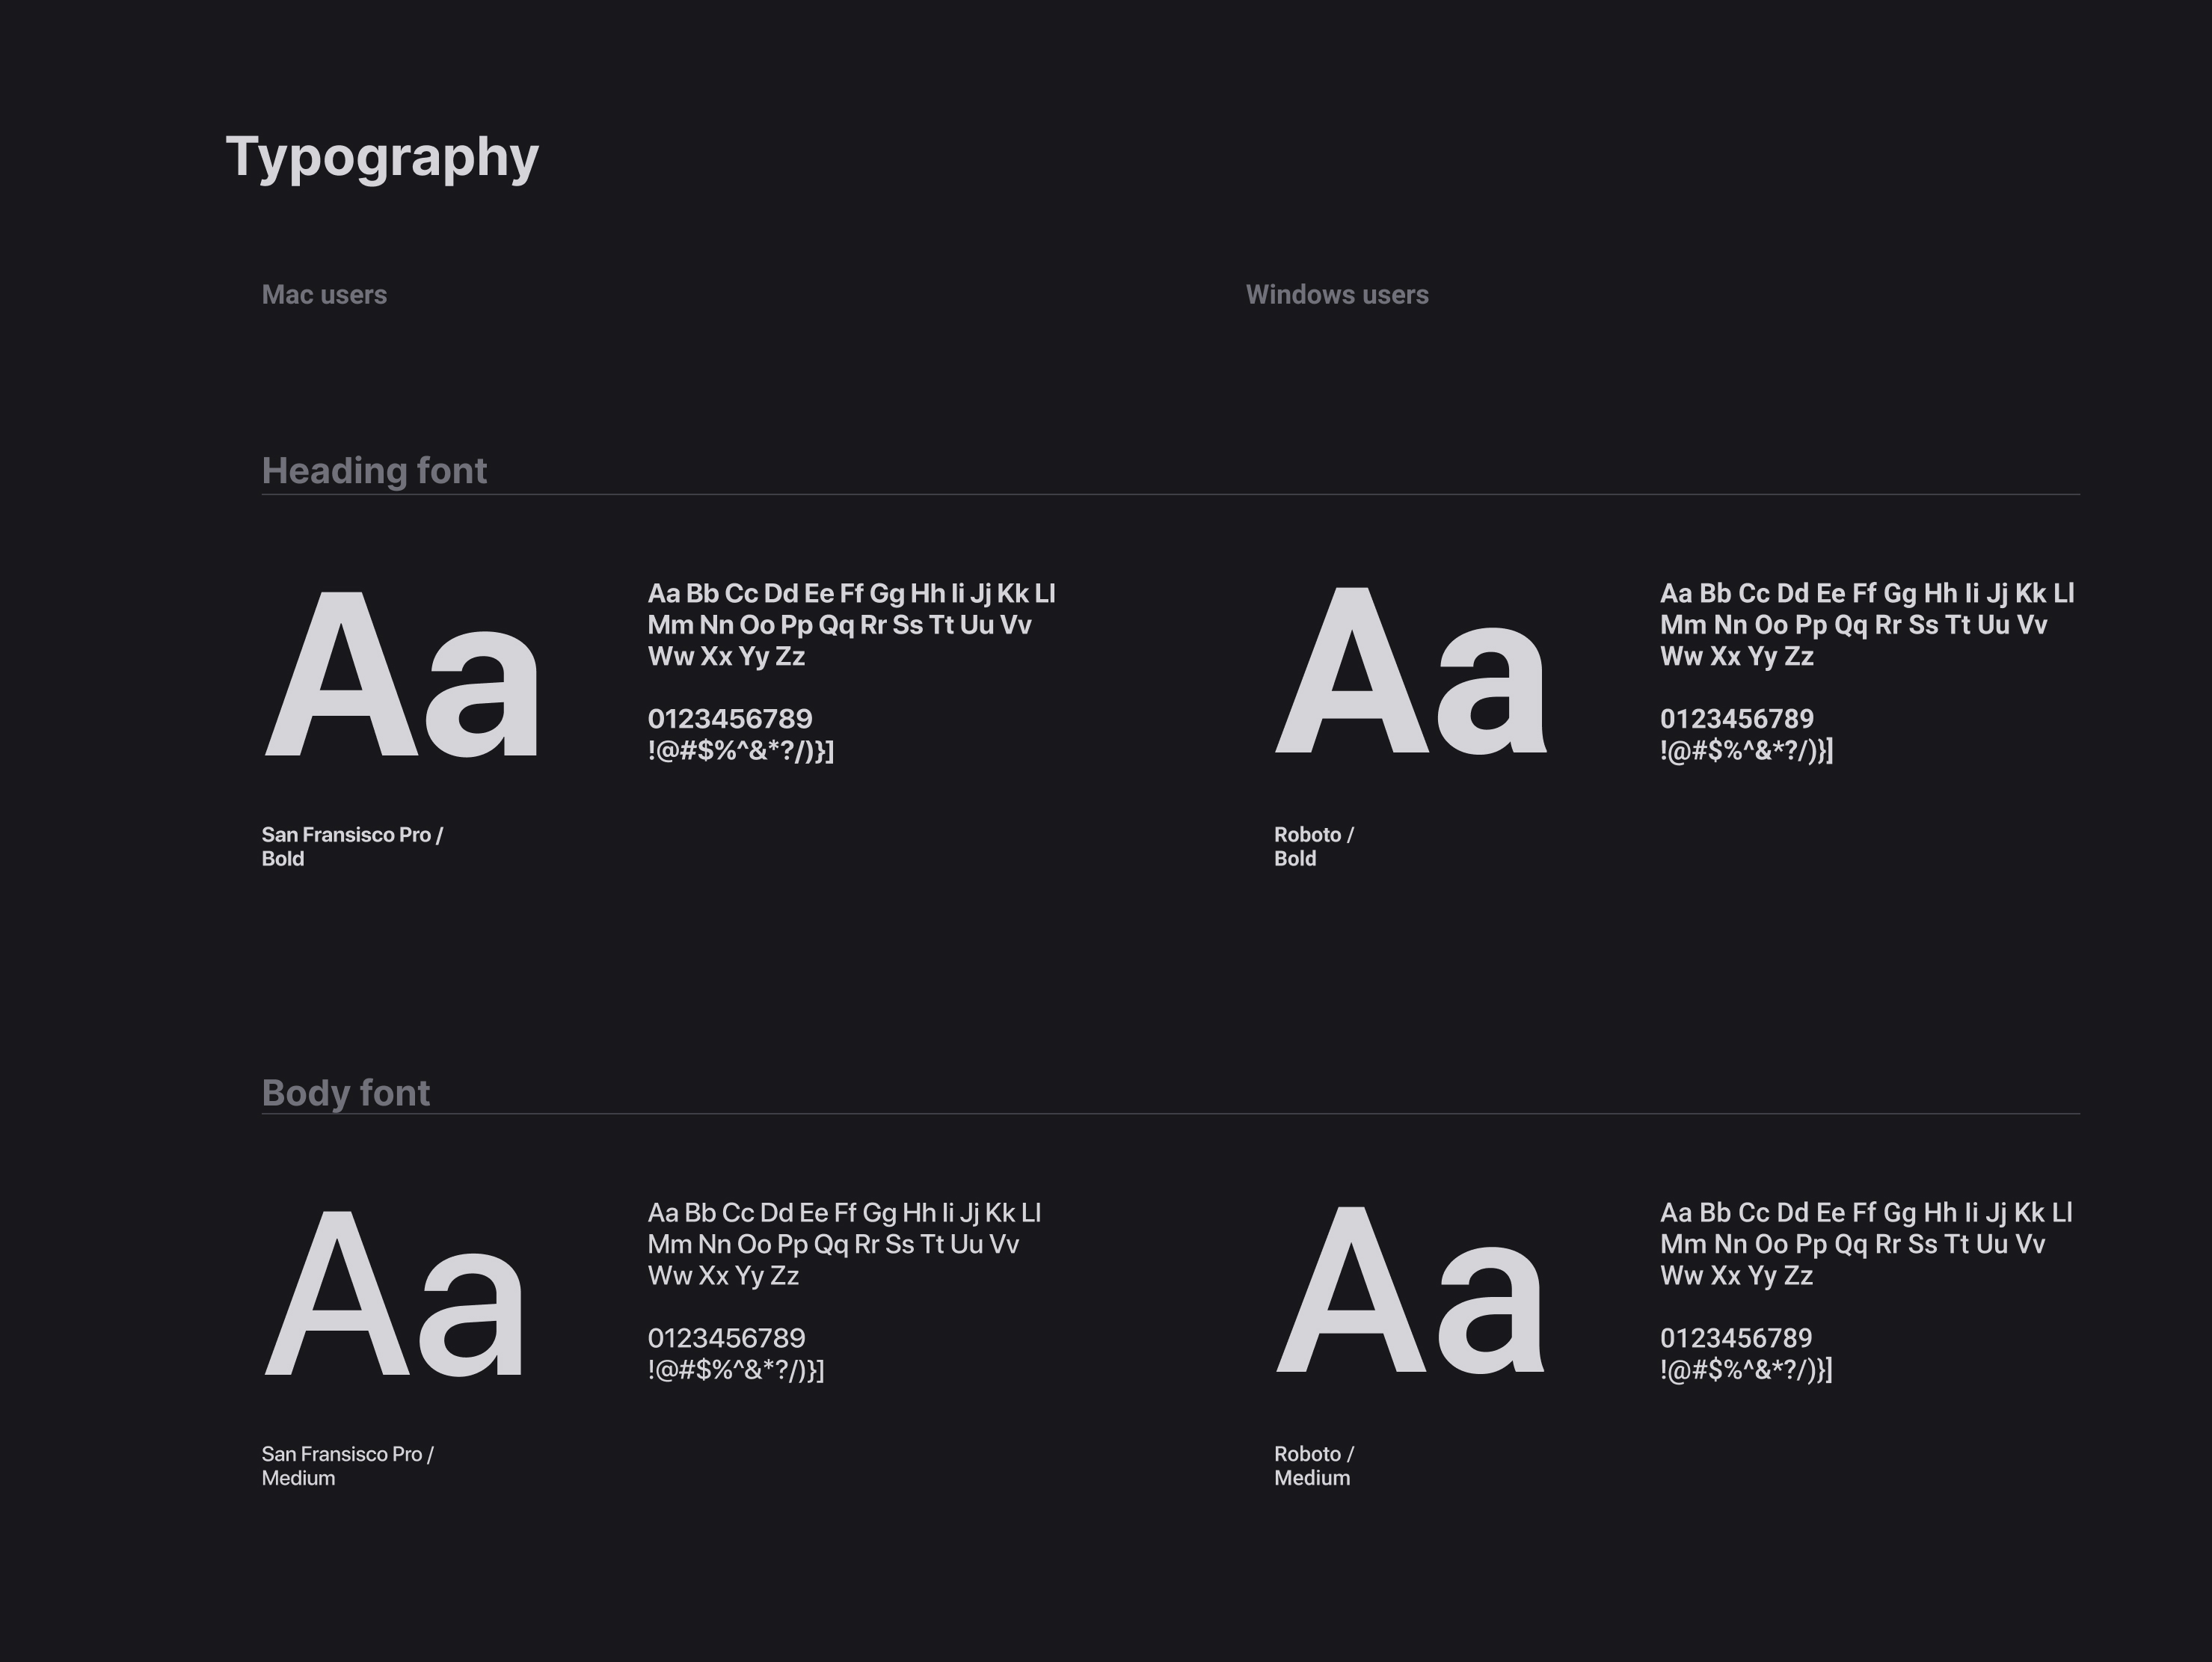 Typography
Mac users
Windows users
Heading font
Aa
Aa Bb Cc Dd Ee Ff Gg Hh Ii Jj Kk Ll
Mm Nn Oo Pp Qq Rr Ss Tt Uu Vv
Ww Xx Yy Zz
0123456789
!@#$%^&*?/)}]
San Fransisco Pro /
Bold
Aa
Aa Bb Cc Dd Ee Ff Gg Hh Ii Jj Kk Ll
Mm Nn Oo Pp Qq Rr Ss Tt Uu Vv
Ww Xx Yy Zz
0123456789
!@#$%^&*?/)}]
Roboto /
Bold
Body font
Aa
Aa Bb Cc Dd Ee Ff Gg Hh Ii Jj Kk Ll
Mm Nn Oo Pp Qq Rr Ss Tt Uu Vv
Ww Xx Yy Zz
0123456789
!@#$%^&*?/)}]
San Fransisco Pro /
Medium
Aa
Aa Bb Cc Dd Ee Ff Gg Hh Ii Jj Kk Ll
Mm Nn Oo Pp Qq Rr Ss Tt Uu Vv
Ww Xx Yy Zz
0123456789
!@#$%^&*?/)}]
Roboto /
Medium